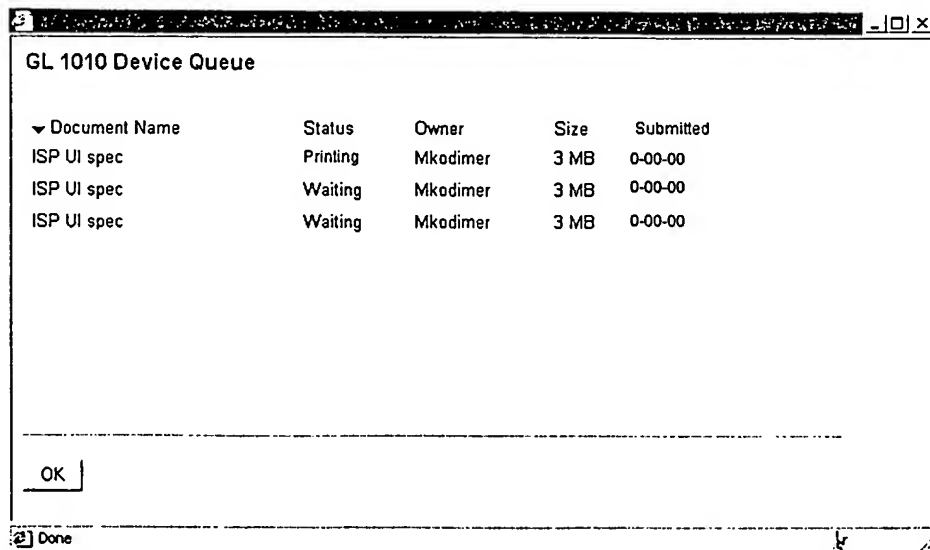 GL 1010 Device Queue
Document Name Status Owner Size Submitted
ISP UI spec Printing Mkodimer 3 MB 0-00-00
ISP UI spec Waiting Mkodimer 3 MB 0-00-00
ISP UI spec Waiting Mkodimer 3 MB 0-00-00
OK
Done